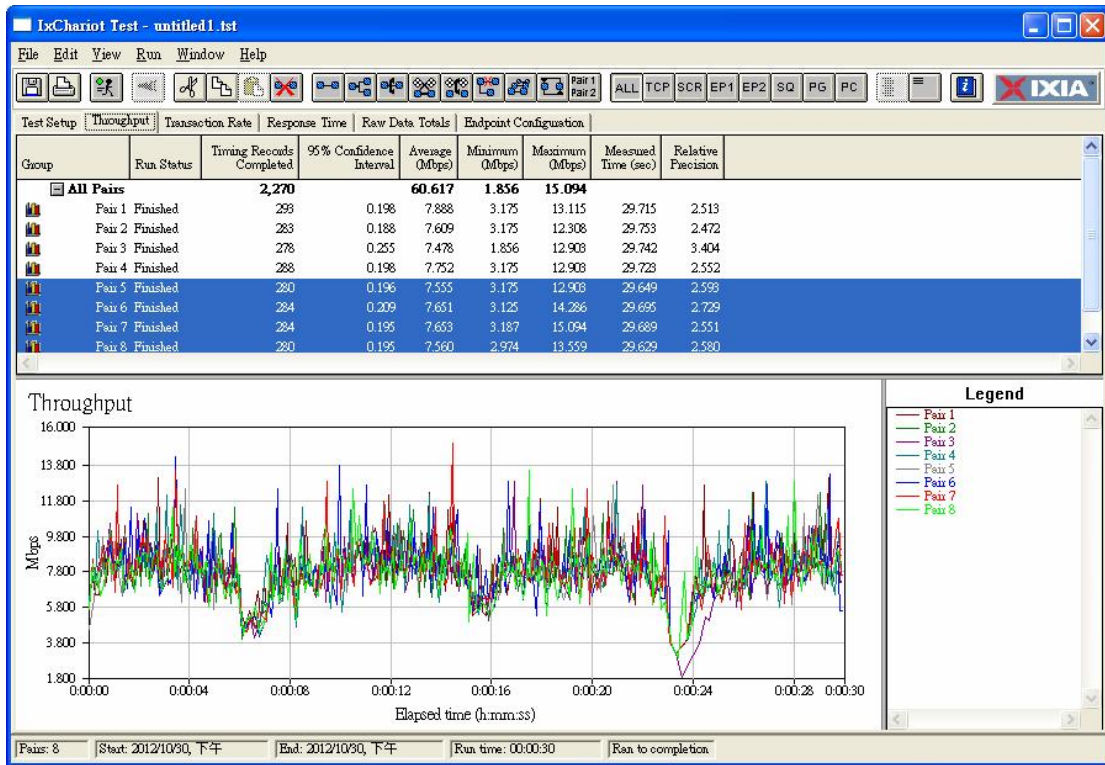 IxChariot Test - untitled1.tst
File Edit View Run Window Help
Pair 1 Pair 2 ALL TCP SCR EP1 EP2 SQ PG PC IXIA
Test Setup Throughput Transaction Rate Response Time Raw Data Totals Endpoint Configuration
Group Run Status Timing Records Completed 95% Confidence Interval Average (Mbps) Minimum (Mbps) Maximum (Mbps) Measured Time (sec) Relative Precision
All Pairs 2,270 60.617 1.856 15.094
Pair 1 Finished 293 0.198 7.888 3.175 13.115 29.715 2.513
Pair 2 Finished 283 0.188 7.609 3.175 12.308 29.753 2.472
Pair 3 Finished 278 0.255 7.478 1.856 12.903 29.742 3.404
Pair 4 Finished 288 0.198 7.752 3.175 12.903 29.723 2.552
Pair 5 Finished 280 0.196 7.555 3.175 12.903 29.649 2.593
Pair 6 Finished 284 0.209 7.651 3.125 14.286 29.695 2.729
Pair 7 Finished 284 0.195 7.653 3.187 15.094 29.689 2.551
Pair 8 Finished 280 0.195 7.560 2.974 13.559 29.629 2.580
Throughput
Mbps
16.000
13.800
11.800
9.800
7.800
5.800
3.800
1.800
0:00:00 0:00:04 0:00:08 0:00:12 0:00:16 0:00:20 0:00:24 0:00:28 0:00:30
Elapsed time (h:mm:ss)
Legend
Pair 1
Pair 2
Pair 3
Pair 4
Pair 5
Pair 6
Pair 7
Pair 8
Pairs: 8 Start: 2012/10/30, 下午 End: 2012/10/30, 下午 Run time: 00:00:30 Ran to completion